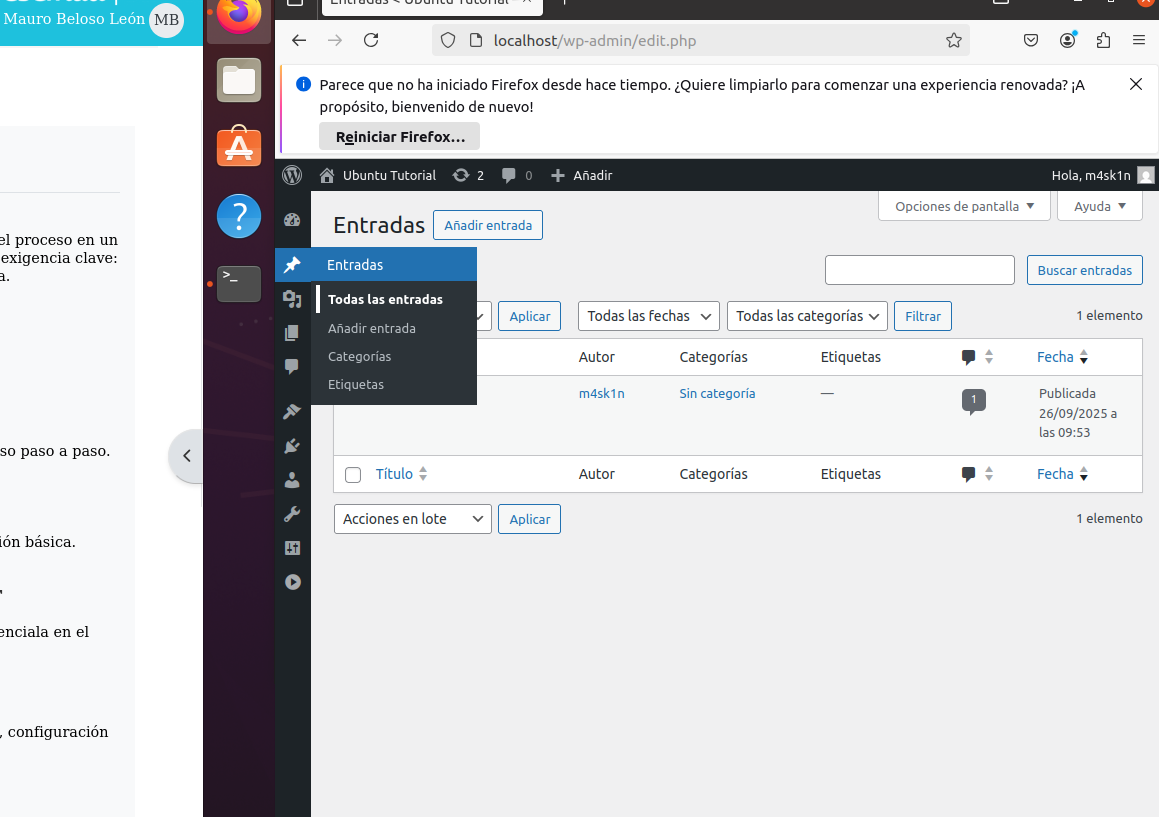 Mauro Beloso León MB
el proceso en un
exigencia clave:
a.
so paso a paso.
ión básica.
enciala en el
, configuración
Entradas < Ubuntu Tutorial
localhost/wp-admin/edit.php
Parece que no ha iniciado Firefox desde hace tiempo. ¿Quiere limpiarlo para comenzar una experiencia renovada? ¡A
propósito, bienvenido de nuevo!
Reiniciar Firefox...
Ubuntu Tutorial 2 0 Añadir Hola, m4sk1n
Opciones de pantalla Ayuda
Entradas Añadir entrada
Entradas
Buscar entradas
Todas las entradas
Añadir entrada
Categorías
Etiquetas
Aplicar Todas las fechas Todas las categorías Filtrar 1 elemento
Autor Categorías Etiquetas Fecha
m4sk1n Sin categoría — 1 Publicada
26/09/2025 a
las 09:53
Título Autor Categorías Etiquetas Fecha
Acciones en lote Aplicar 1 elemento